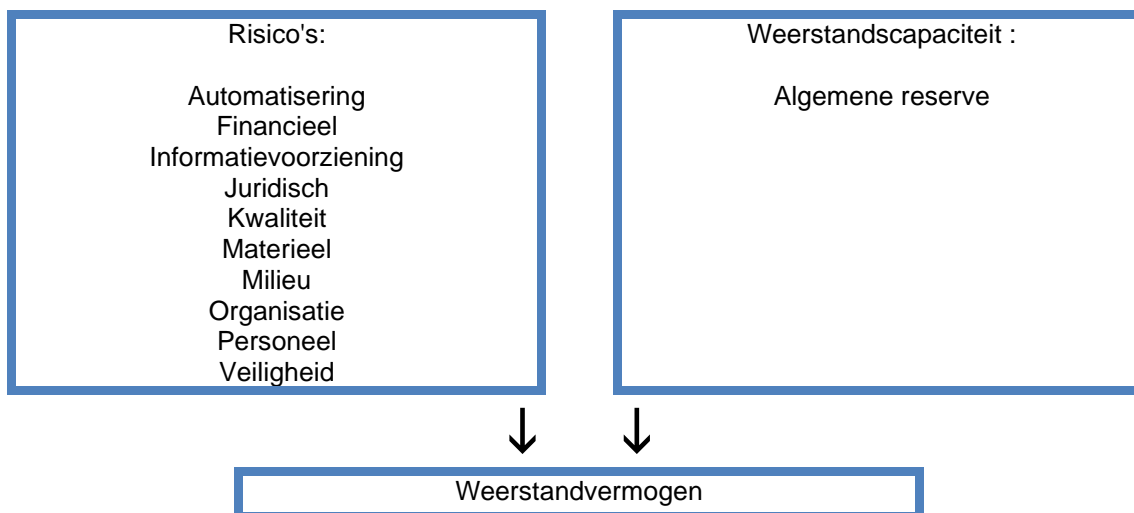 Risico's:
Automatisering
Financieel
Informatievoorziening
Juridisch
Kwaliteit
Materieel
Milieu
Organisatie
Personeel
Veiligheid
Weerstandscapaciteit :
Algemene reserve
Weerstandvermogen